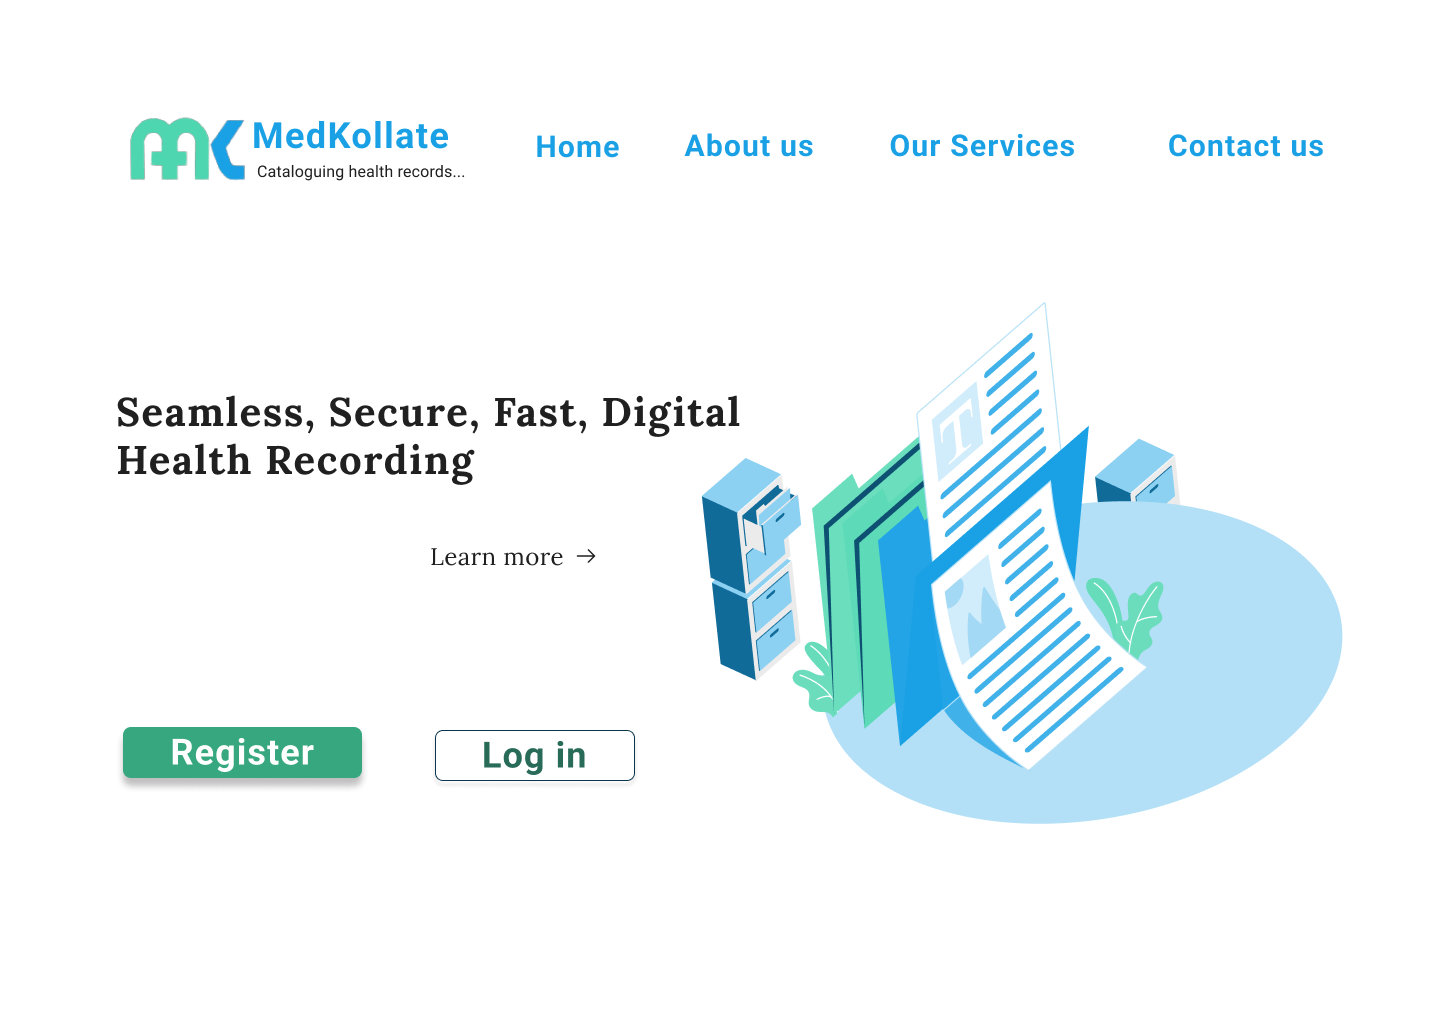 MedKollate
Cataloguing health records...
Home
About us
Our Services
Contact us
Seamless, Secure, Fast, Digital
Health Recording
Learn more →
Register
Log in